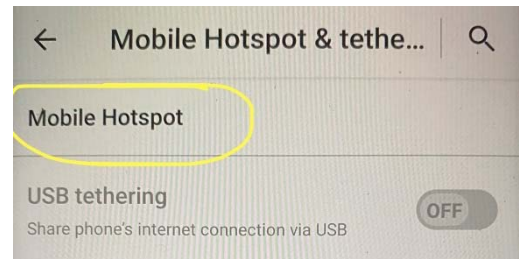 Mobile Hotspot & tethe...
Mobile Hotspot
USB tethering
OFF
Share phone's internet connection via USB